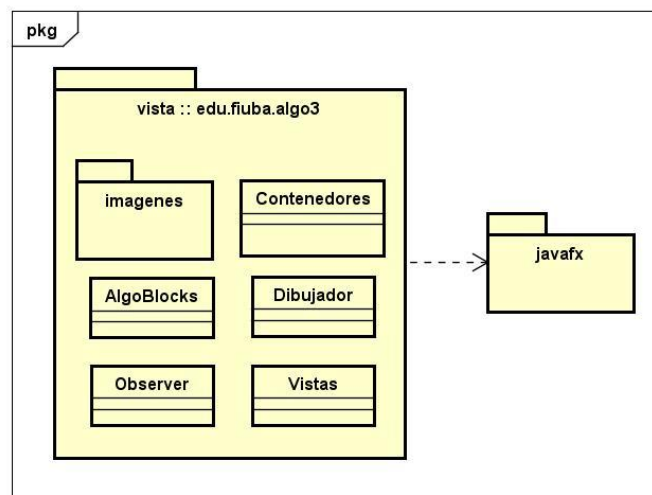 pkg
vista :: edu.fiuba.algo3
imagenes
Contenedores
AlgoBlocks
Dibujador
Observer
Vistas
javafx